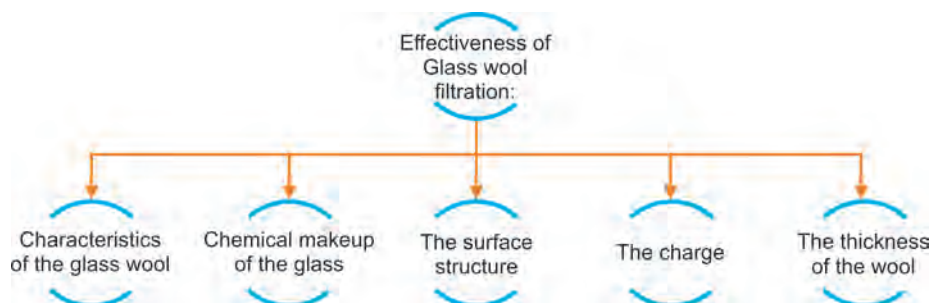 Effectiveness of
Glass wool
filtration:
Characteristics
of the glass wool
Chemical makeup
of the glass
The surface
structure
The charge
The thickness
of the wool